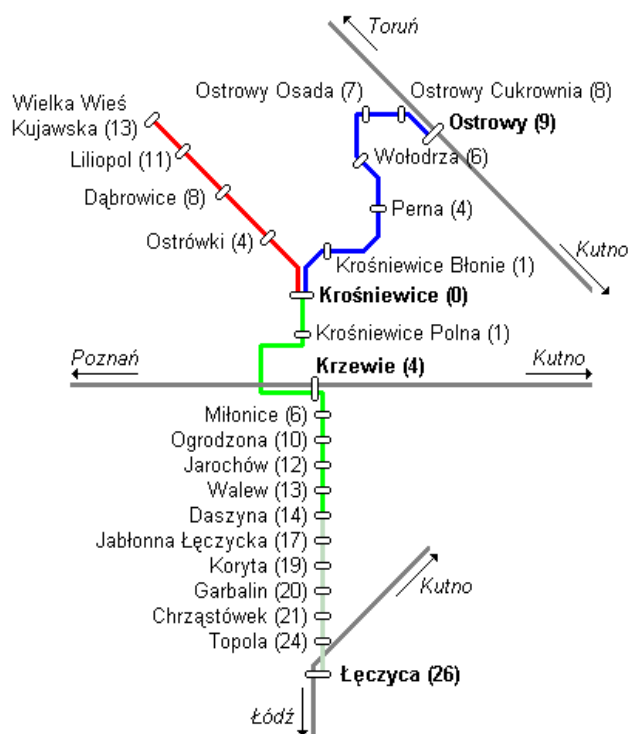 Toruń
Ostrowy Osada (7)
Ostrowy Cukrownia (8)
Wielka Wieś
Kujawska (13)
Ostrowy (9)
Liliopol (11)
Wołodrza (6)
Dąbrowice (8)
Perna (4)
Ostrówki (4)
Kutno
Krośniewice Błonie (1)
Krośniewice (0)
Krośniewice Polna (1)
Poznań
Krzewie (4)
Kutno
Miłonice (6)
Ogrodzona (10)
Jarochów (12)
Walew (13)
Daszyna (14)
Jabłonna Łęczycka (17)
Koryta (19)
Kutno
Garbalin (20)
Chrząstówek (21)
Topola (24)
Łęczyca (26)
Łódź